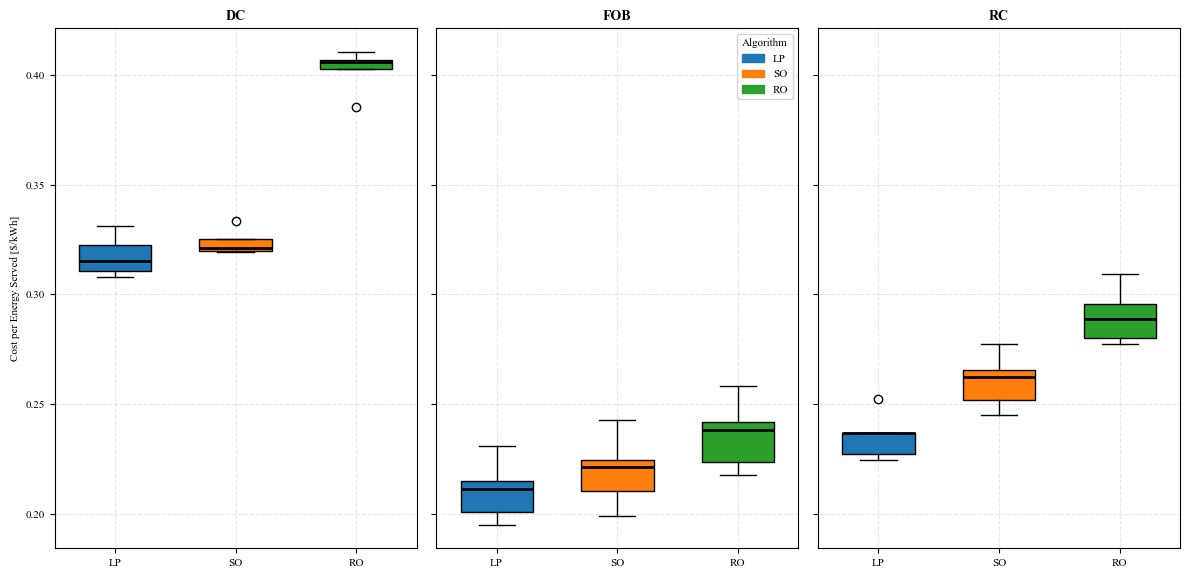 DC
FOB
RC
Cost per Energy Served [$/kWh]
0.40
0.35
0.30
0.25
0.20
Algorithm
LP
SO
RO
LP
SO
RO
LP
SO
RO
LP
SO
RO